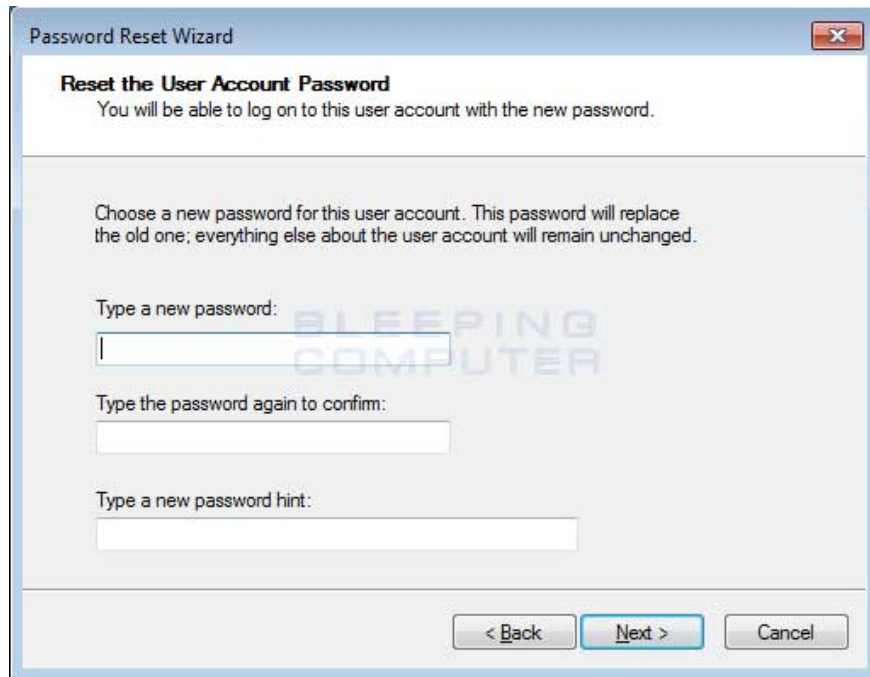 Password Reset Wizard
Reset the User Account Password
You will be able to log on to this user account with the new password.
Choose a new password for this user account. This password will replace
the old one; everything else about the user account will remain unchanged.
Type a new password:
BLEEPING
COMPUTER
Type the password again to confirm:
Type a new password hint:
< Back
Next >
Cancel